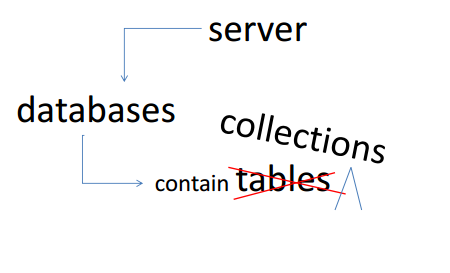 server
databases
collections
contain tables